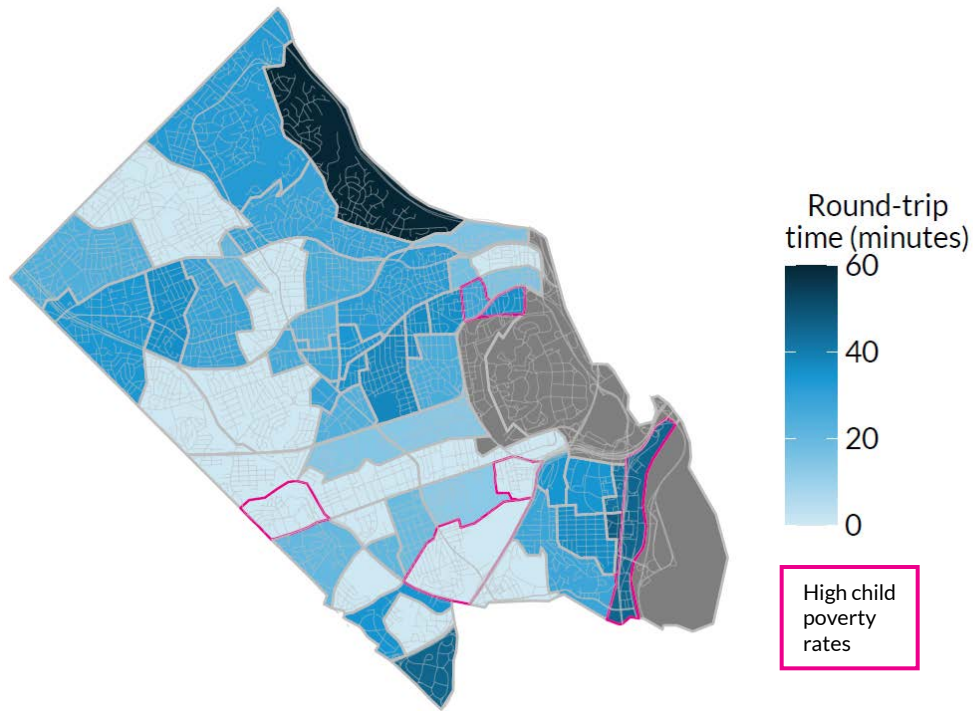 Round-trip
time (minutes)
60
40
20
0
High child
poverty
rates